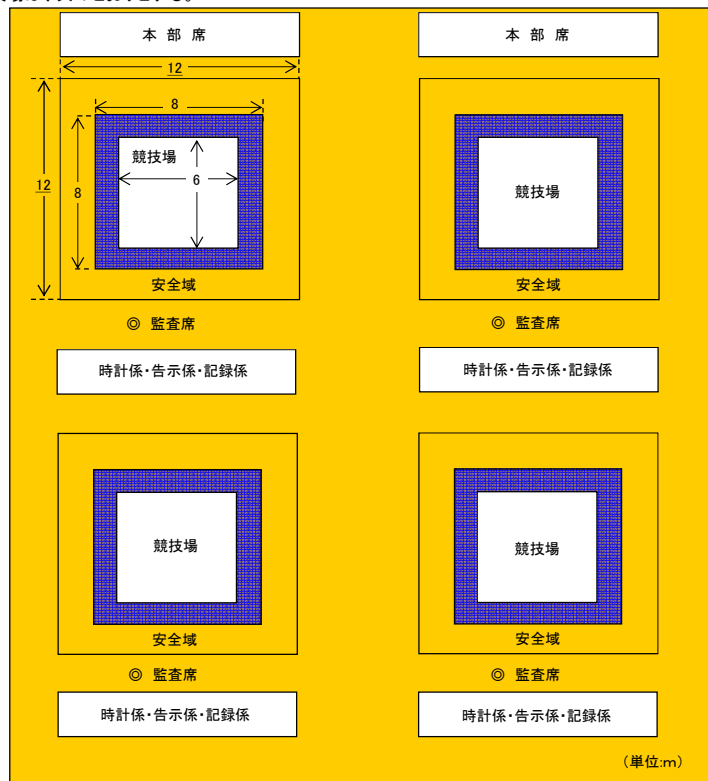 本 部 席
本 部 席
12
8
競技場
12
8
6
競技場
安全域
安全域
◎ 監査席
◎ 監査席
時計係・告示係・記録係
時計係・告示係・記録係
競技場
競技場
安全域
安全域
◎ 監査席
◎ 監査席
時計係・告示係・記録係
時計係・告示係・記録係
（単位:m）